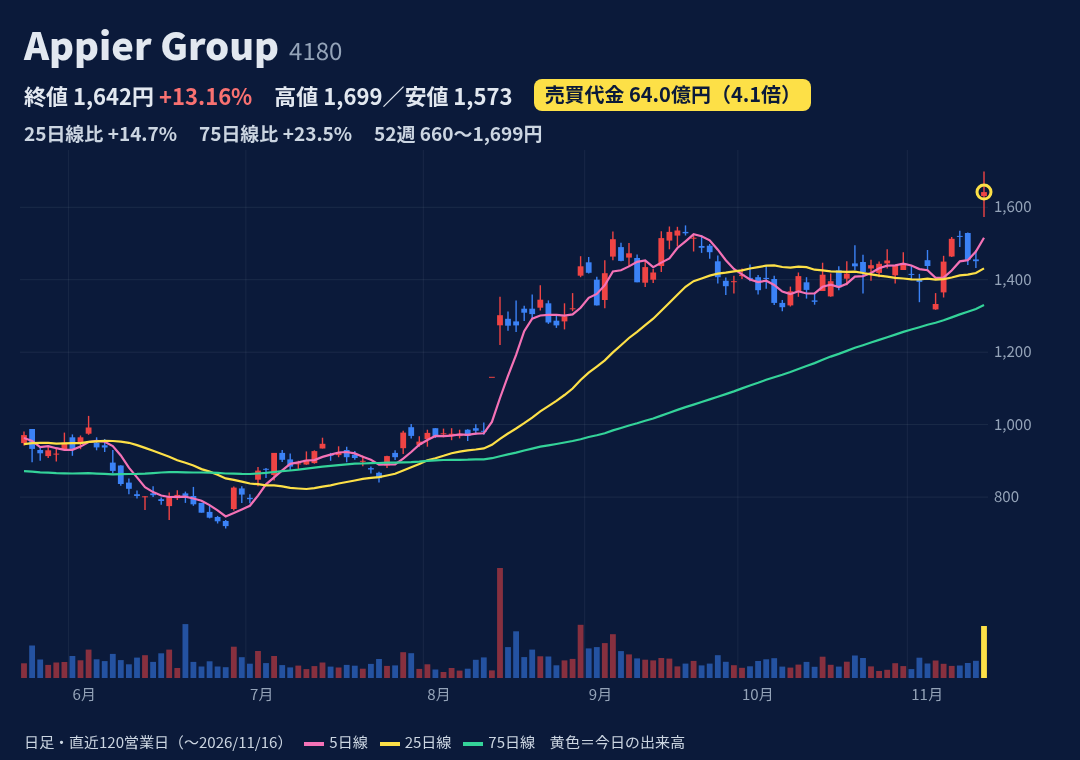 Appier Group 4180
終値 1,642円 +13.16% 高値 1,699／安値 1,573 売買代金 64.0億円（4.1倍）
25日線比 +14.7% 75日線比 +23.5% 52週 660〜1,699円
1,600
1,400
1,200
1,000
800
6月 7月 8月 9月 10月 11月
日足・直近120営業日（〜2026/11/16） 5日線 25日線 75日線 黄色＝今日の出来高